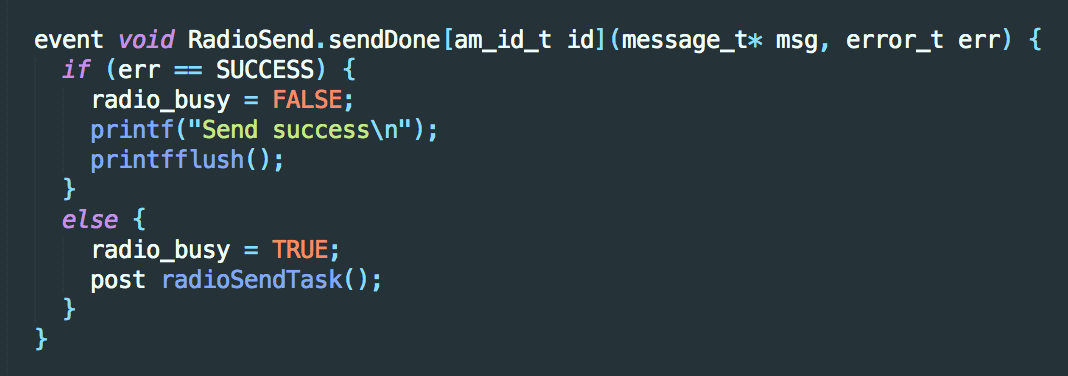 event void RadioSend.sendDone[am_id_t id](message_t* msg, error_t err) {
  if (err == SUCCESS) {
    radio_busy = FALSE;
    printf("Send success\n");
    printfflush();
  }
  else {
    radio_busy = TRUE;
    post radioSendTask();
  }
}